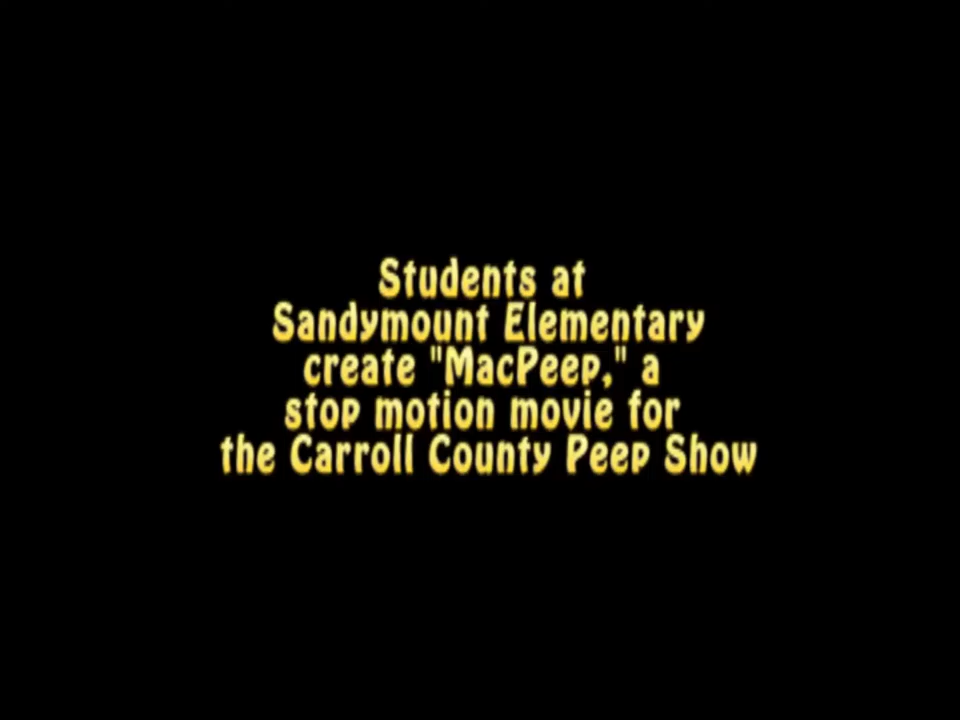 Students at
Sandymount Elementary
create "MacPeep," a
stop motion movie for
the Carroll County Peep Show